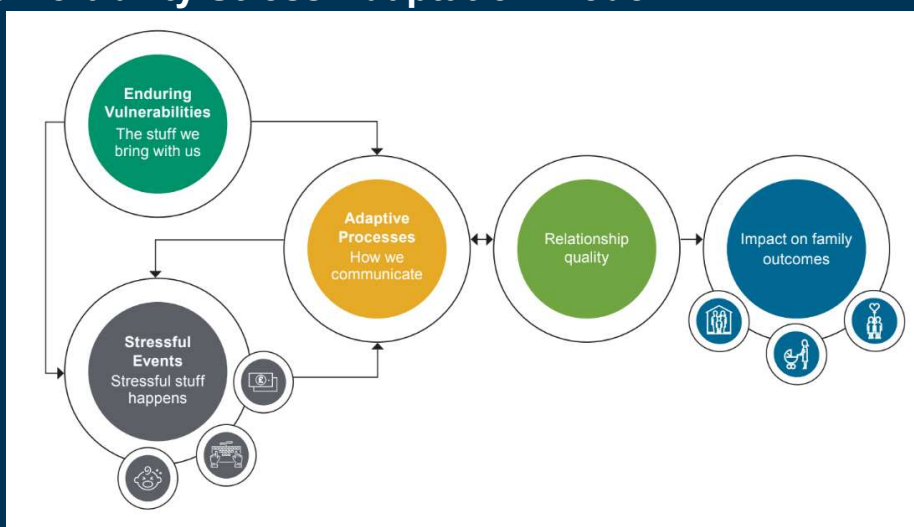 Enduring
Vulnerabilities
The stuff we
bring with us
Adaptive
Processes
How we
communicate
Relationship
quality
Impact on family
outcomes
Stressful
Events
Stressful stuff
happens